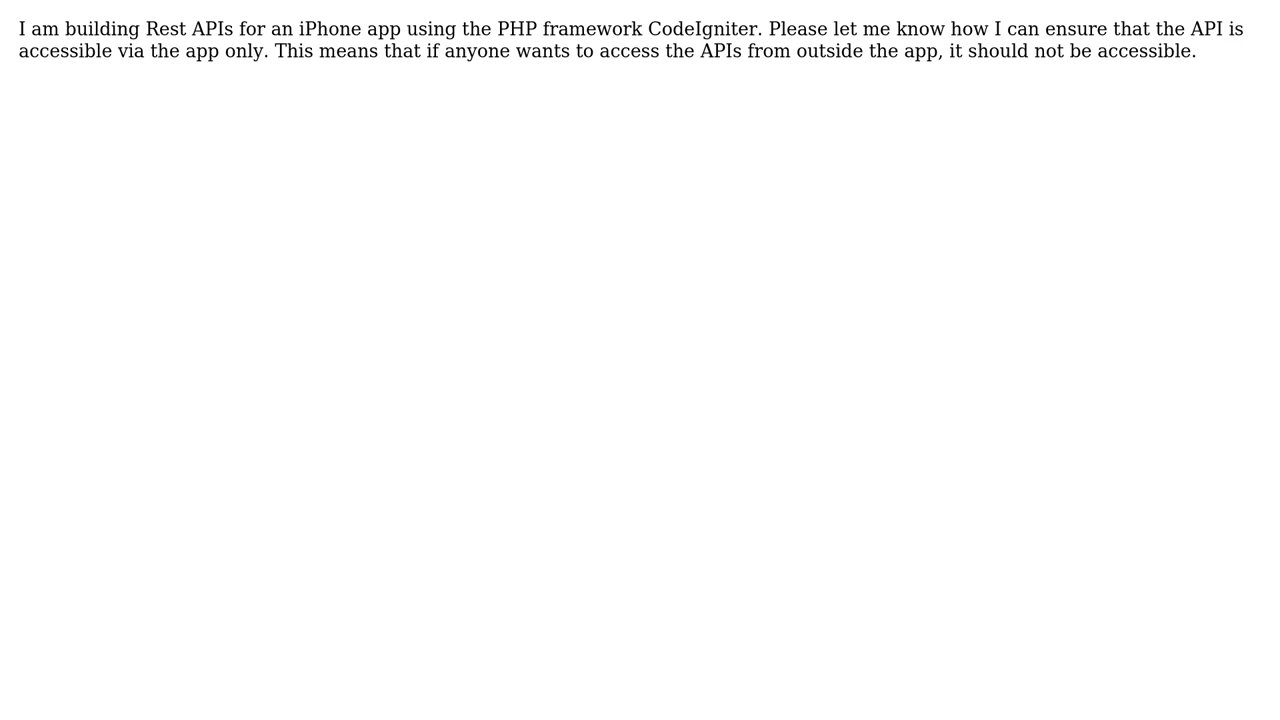 I am building Rest APIs for an iPhone app using the PHP framework CodeIgniter. Please let me know how I can ensure that the API is
accessible via the app only. This means that if anyone wants to access the APIs from outside the app, it should not be accessible.